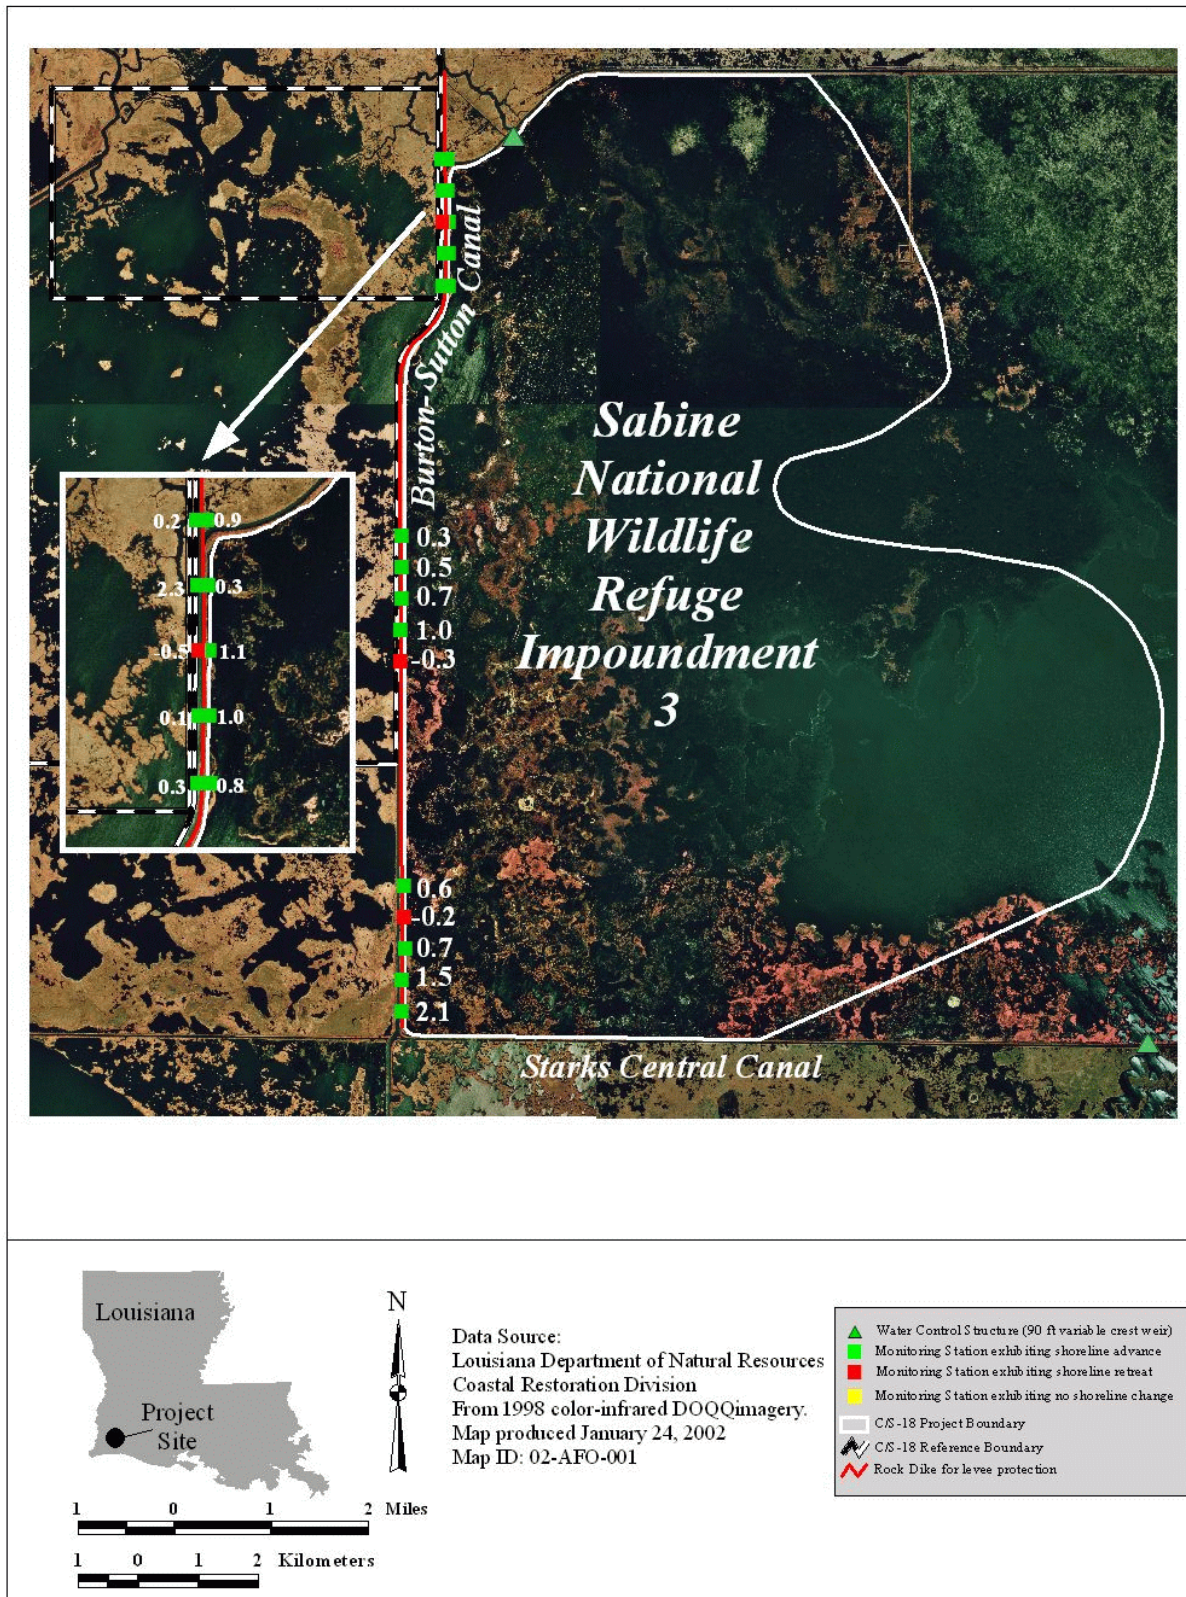 Burton-Sutton Canal
Sabine
National
Wildlife
Refuge
Impoundment
3
0.2 0.9
2.3 0.3
-0.5 1.1
0.1 1.0
0.3 0.8
0.3
0.5
0.7
1.0
-0.3
0.6
-0.2
0.7
1.5
2.1
Starks Central Canal
Louisiana
Project
Site
N
Data Source:
Louisiana Department of Natural Resources
Coastal Restoration Division
From 1998 color-infrared DOQQimagery.
Map produced January 24, 2002
Map ID: 02-AFO-001
Water Control Structure (90 ft variable crest weir)
Monitoring Station exhibiting shoreline advance
Monitoring Station exhibiting shoreline retreat
Monitoring Station exhibiting no shoreline change
C/S-18 Project Boundary
C/S-18 Reference Boundary
Rock Dike for levee protection
1 0 1 2 Miles
1 0 1 2 Kilometers